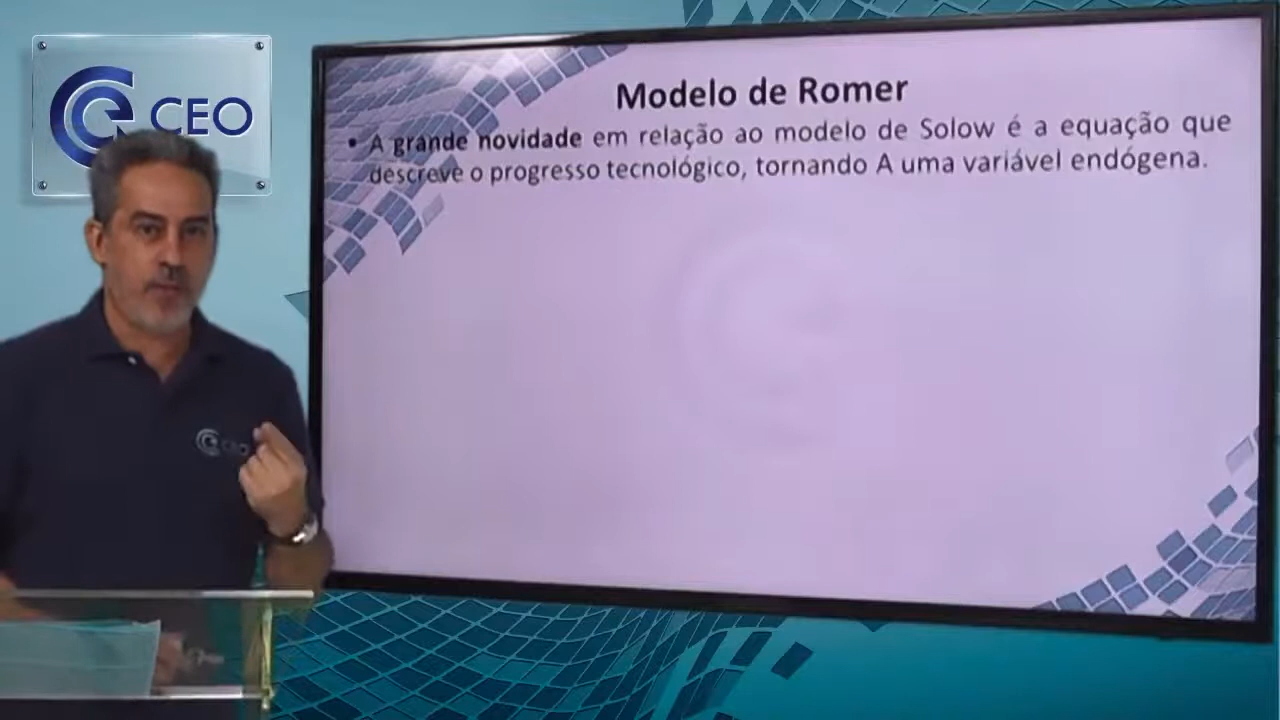 CEO
Modelo de Romer
• A grande novidade em relação ao modelo de Solow é a equação que
descreve o progresso tecnológico, tornando A uma variável endógena.
CEO